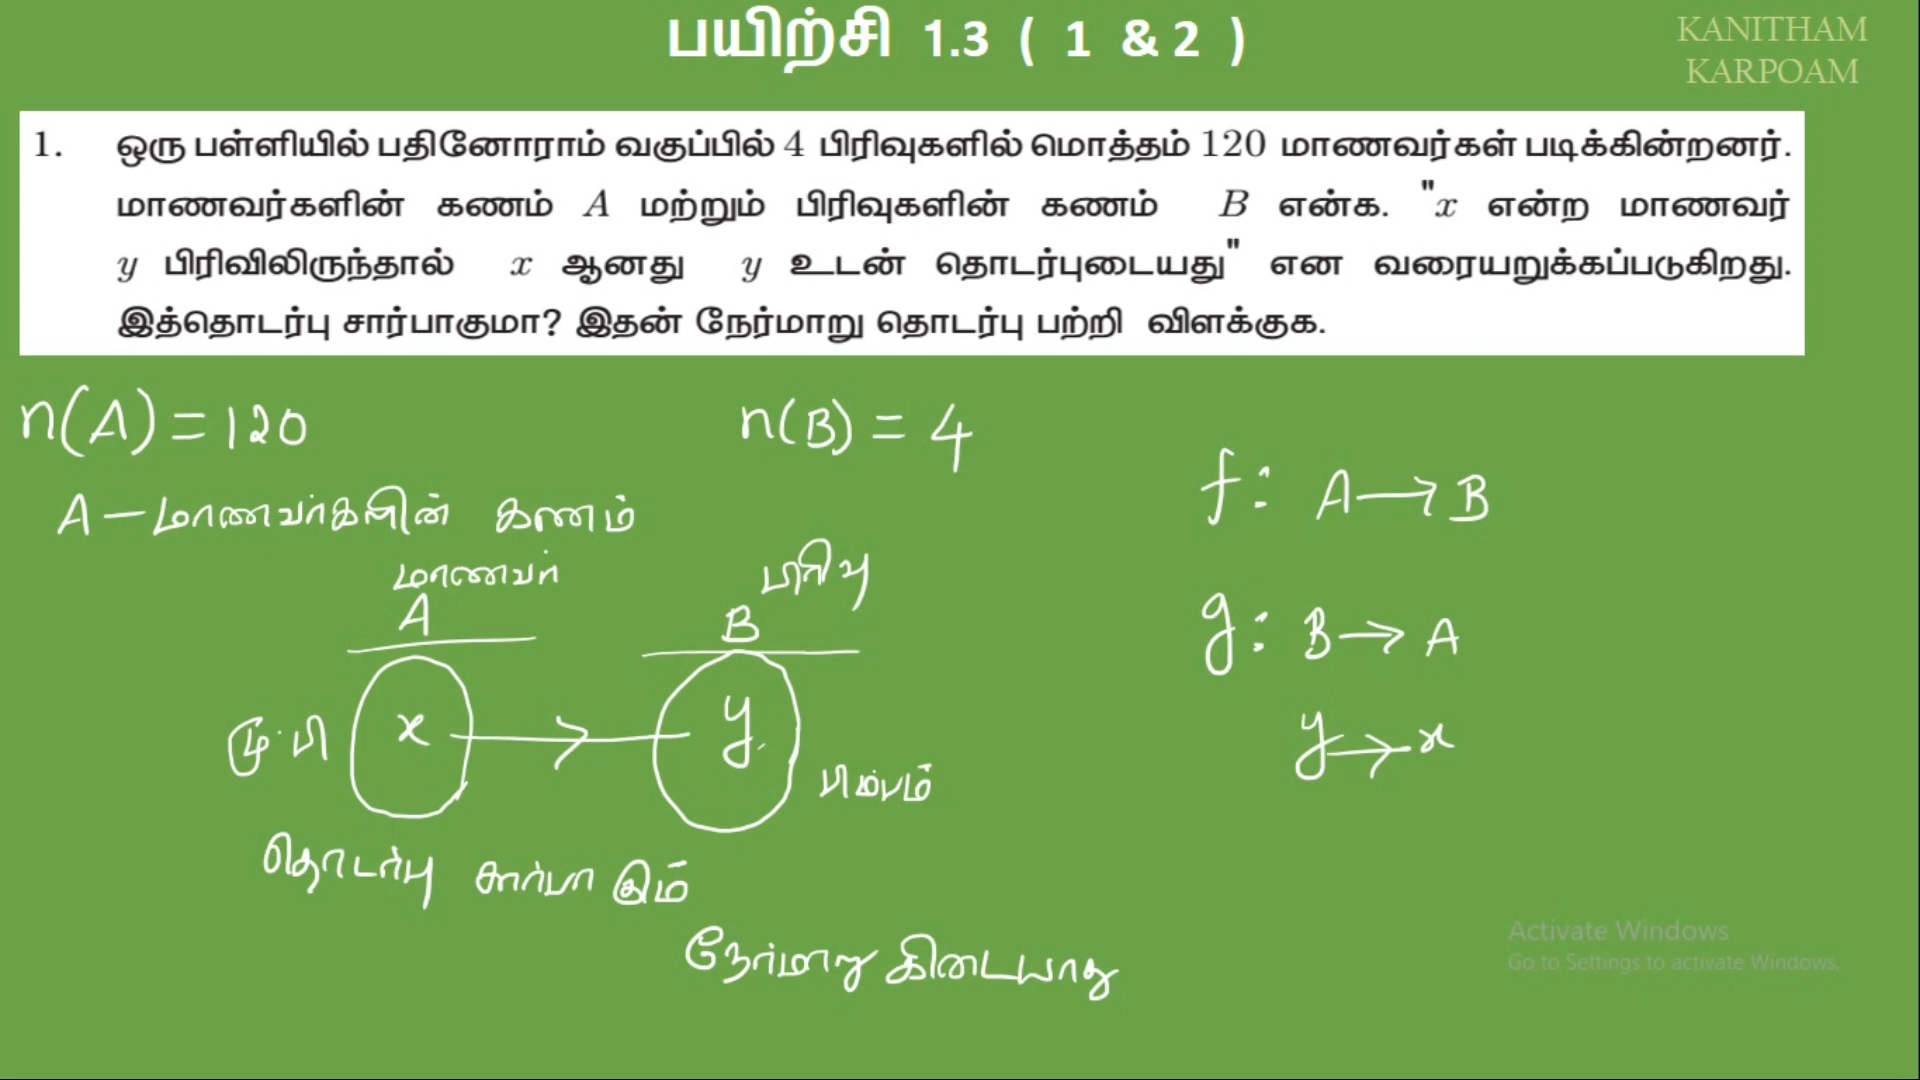 பயிற்சி 1.3 ( 1 & 2 )
KANITHAM
KARPOAM
1. ஒரு பள்ளியில் பதினோராம் வகுப்பில் 4 பிரிவுகளில் மொத்தம் 120 மாணவர்கள் படிக்கின்றனர்.
மாணவர்களின் கணம் A மற்றும் பிரிவுகளின் கணம் B என்க. "x என்ற மாணவர்
y பிரிவிலிருந்தால் x ஆனது y உடன் தொடர்புடையது" என வரையறுக்கப்படுகிறது.
இத்தொடர்பு சார்பாகுமா? இதன் நேர்மாறு தொடர்பு பற்றி விளக்குக.
n(A) = 120
n(B) = 4
A – மாணவர்களின் கணம்
மாணவர்
A
பிரிவு
B
மு.பி
x
y
பிம்பம்
தொடர்பு சார்பாகும்
நேர்மாறு கிடையாது
f: A → B
g: B → A
y → x
Activate Windows
Go to Settings to activate Windows.